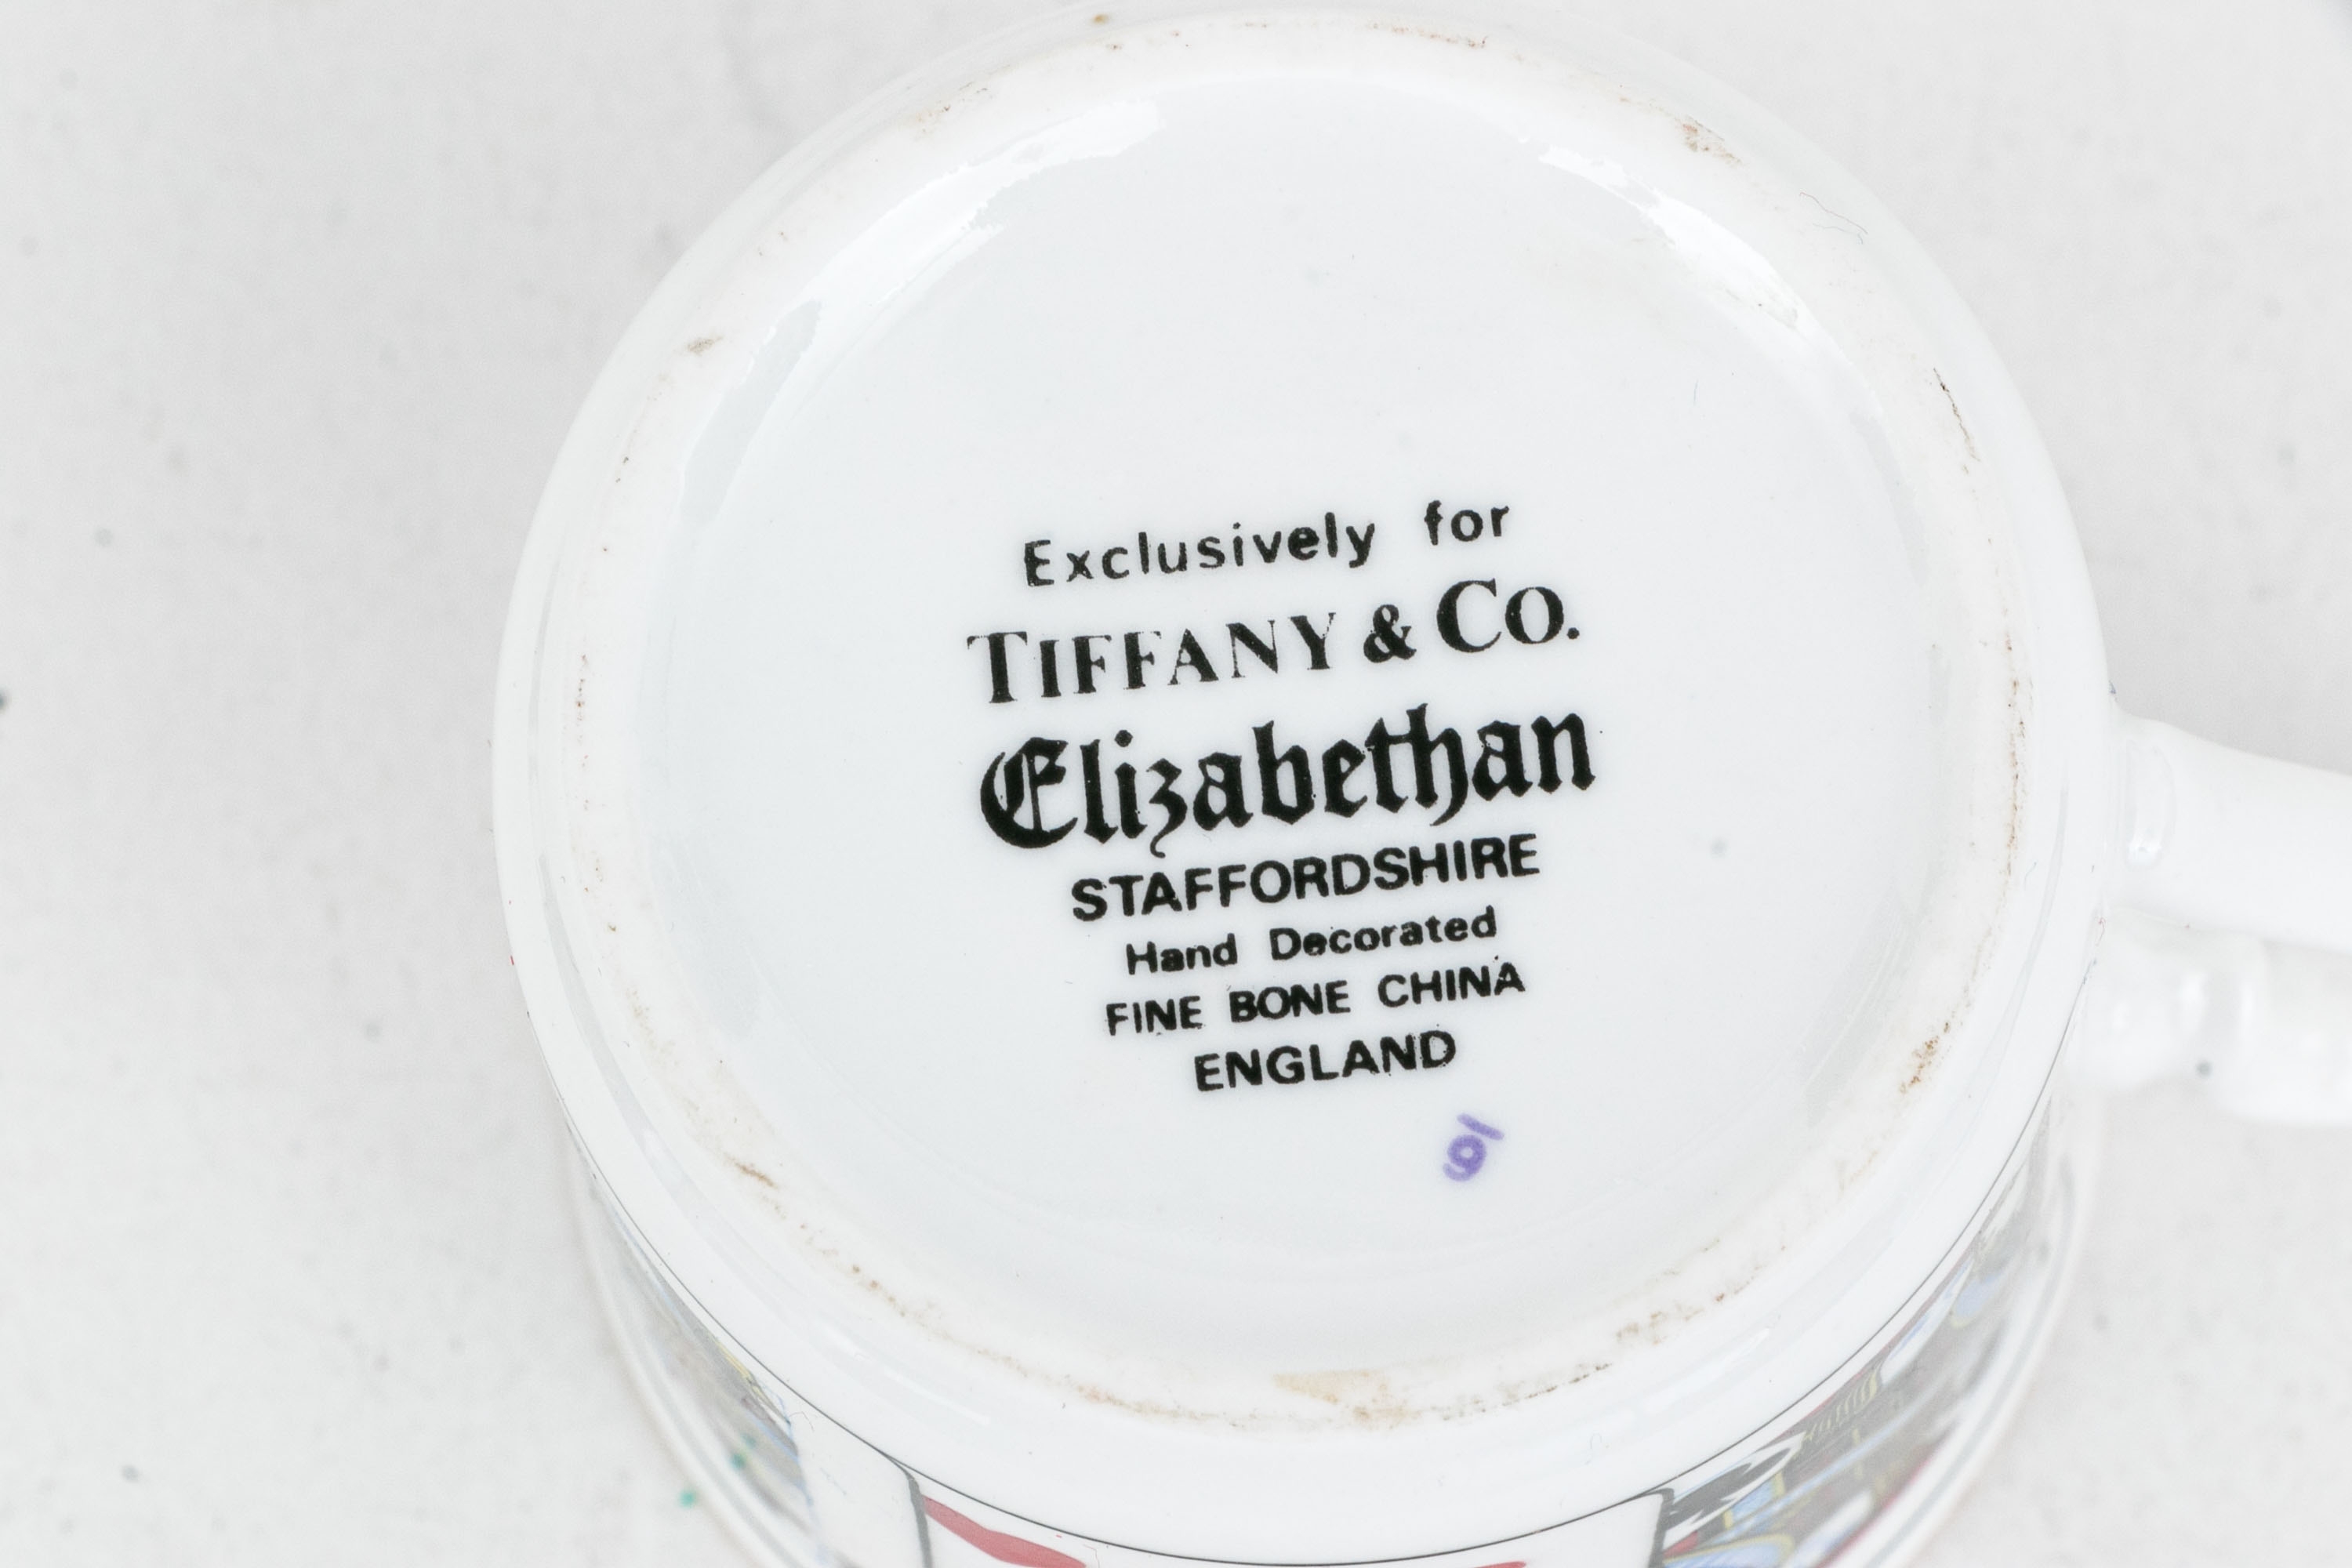 Exclusively for
TIFFANY & CO.
Elizabethan
STAFFORDSHIRE
Hand Decorated
FINE BONE CHINA
ENGLAND